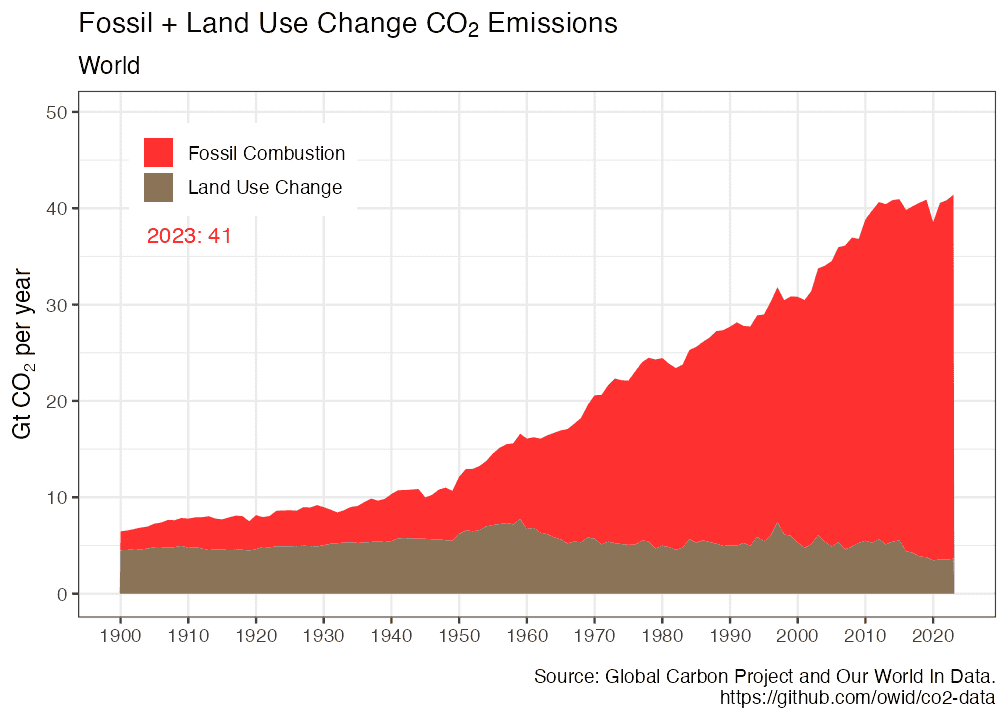 Fossil + Land Use Change CO₂ Emissions
World
50
40
30
20
10
0
Gt CO₂ per year
Fossil Combustion
Land Use Change
2023: 41
1900 1910 1920 1930 1940 1950 1960 1970 1980 1990 2000 2010 2020
Source: Global Carbon Project and Our World In Data.
https://github.com/owid/co2-data